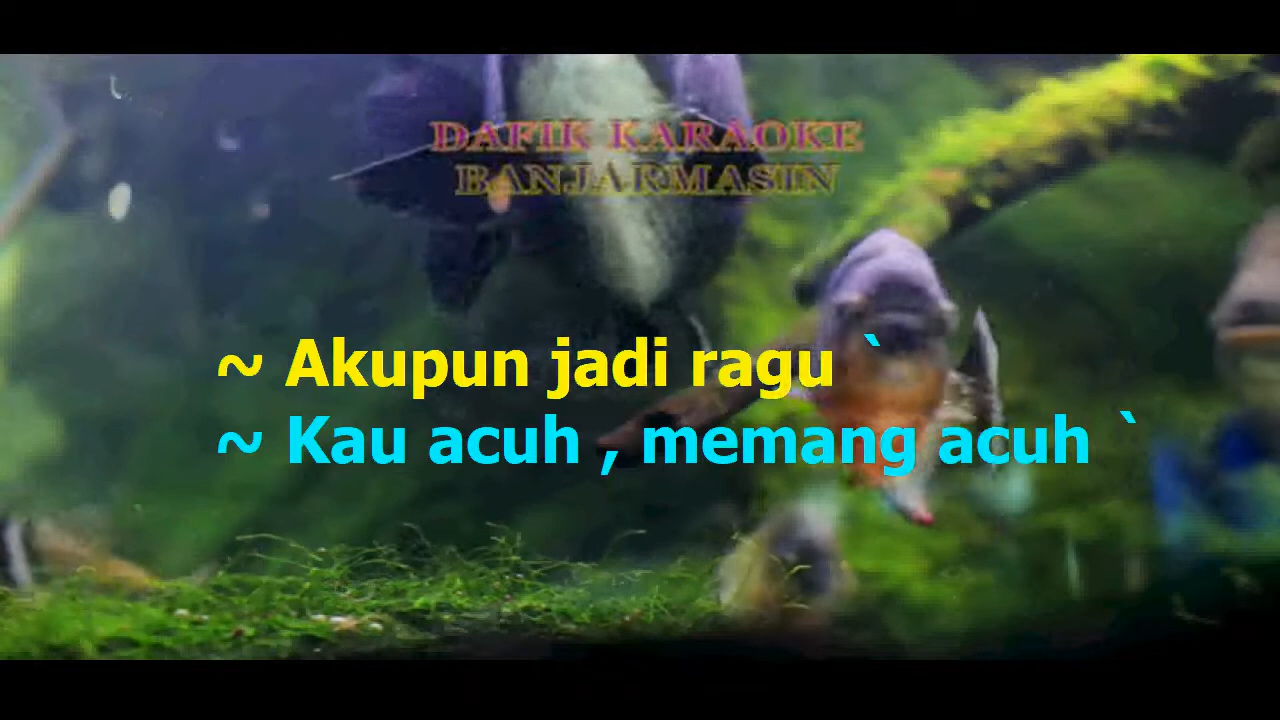 DAFIK KARAOKE
BANJARMASIN
~ Akupun jadi ragu `
~ Kau acuh , memang acuh `